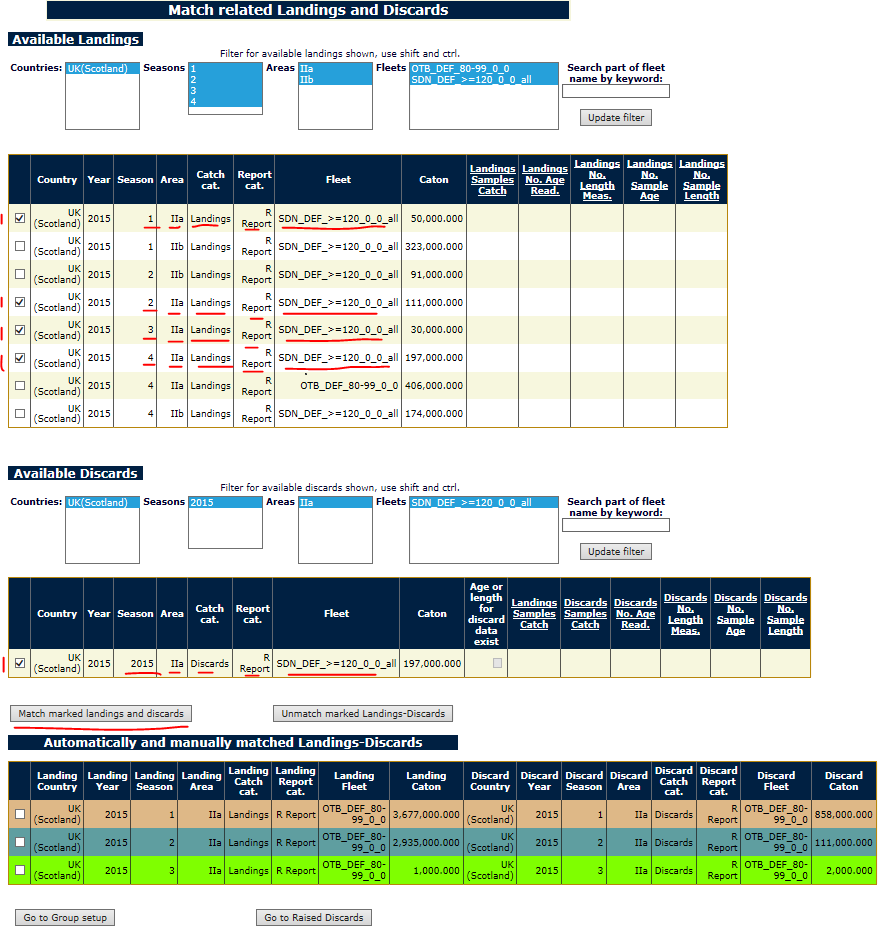 Match related Landings and Discards
Available Landings
Filter for available landings shown, use shift and ctrl.
Countries: UK(Scotland) Seasons 1 2 3 4 Areas IIa IIb Fleets OTB_DEF_80-99_0_0 SDN_DEF_>=120_0_0_all Search part of fleet name by keyword:
Update filter
Country Year Season Area Catch cat. Report cat. Fleet Caton Landings Samples Catch Landings No. Age Read. Landings No. Length Meas. Landings No. Sample Age Landings No. Sample Length
UK (Scotland) 2015 1 IIa Landings R Report SDN_DEF_>=120_0_0_all 50,000.000
UK (Scotland) 2015 1 IIb Landings R Report SDN_DEF_>=120_0_0_all 323,000.000
UK (Scotland) 2015 2 IIb Landings R Report SDN_DEF_>=120_0_0_all 91,000.000
UK (Scotland) 2015 2 IIa Landings R Report SDN_DEF_>=120_0_0_all 111,000.000
UK (Scotland) 2015 3 IIa Landings R Report SDN_DEF_>=120_0_0_all 30,000.000
UK (Scotland) 2015 4 IIa Landings R Report SDN_DEF_>=120_0_0_all 197,000.000
UK (Scotland) 2015 4 IIa Landings R Report OTB_DEF_80-99_0_0 406,000.000
UK (Scotland) 2015 4 IIb Landings R Report SDN_DEF_>=120_0_0_all 174,000.000
Available Discards
Filter for available discards shown, use shift and ctrl.
Countries: UK(Scotland) Seasons 2015 Areas IIa Fleets SDN_DEF_>=120_0_0_all Search part of fleet name by keyword:
Update filter
Country Year Season Area Catch cat. Report cat. Fleet Caton Age or length for discard data exist Landings Samples Catch Discards Samples Catch Discards No. Age Read. Discards No. Length Meas. Discards No. Sample Age Discards No. Sample Length
UK (Scotland) 2015 2015 IIa Discards R Report SDN_DEF_>=120_0_0_all 197,000.000
Match marked landings and discards Unmatch marked Landings-Discards
Automatically and manually matched Landings-Discards
Landing Country Landing Year Landing Season Landing Area Landing Catch cat. Landing Report cat. Landing Fleet Landing Caton Discard Country Discard Year Discard Season Discard Area Discard Catch cat. Discard Report cat. Discard Fleet Discard Caton
UK (Scotland) 2015 1 IIa Landings R Report OTB_DEF_80-99_0_0 3,677,000.000 UK (Scotland) 2015 1 IIa Discards R Report OTB_DEF_80-99_0_0 858,000.000
UK (Scotland) 2015 2 IIa Landings R Report OTB_DEF_80-99_0_0 2,935,000.000 UK (Scotland) 2015 2 IIa Discards R Report OTB_DEF_80-99_0_0 111,000.000
UK (Scotland) 2015 3 IIa Landings R Report OTB_DEF_80-99_0_0 1,000.000 UK (Scotland) 2015 3 IIa Discards R Report OTB_DEF_80-99_0_0 2,000.000
Go to Group setup Go to Raised Discards